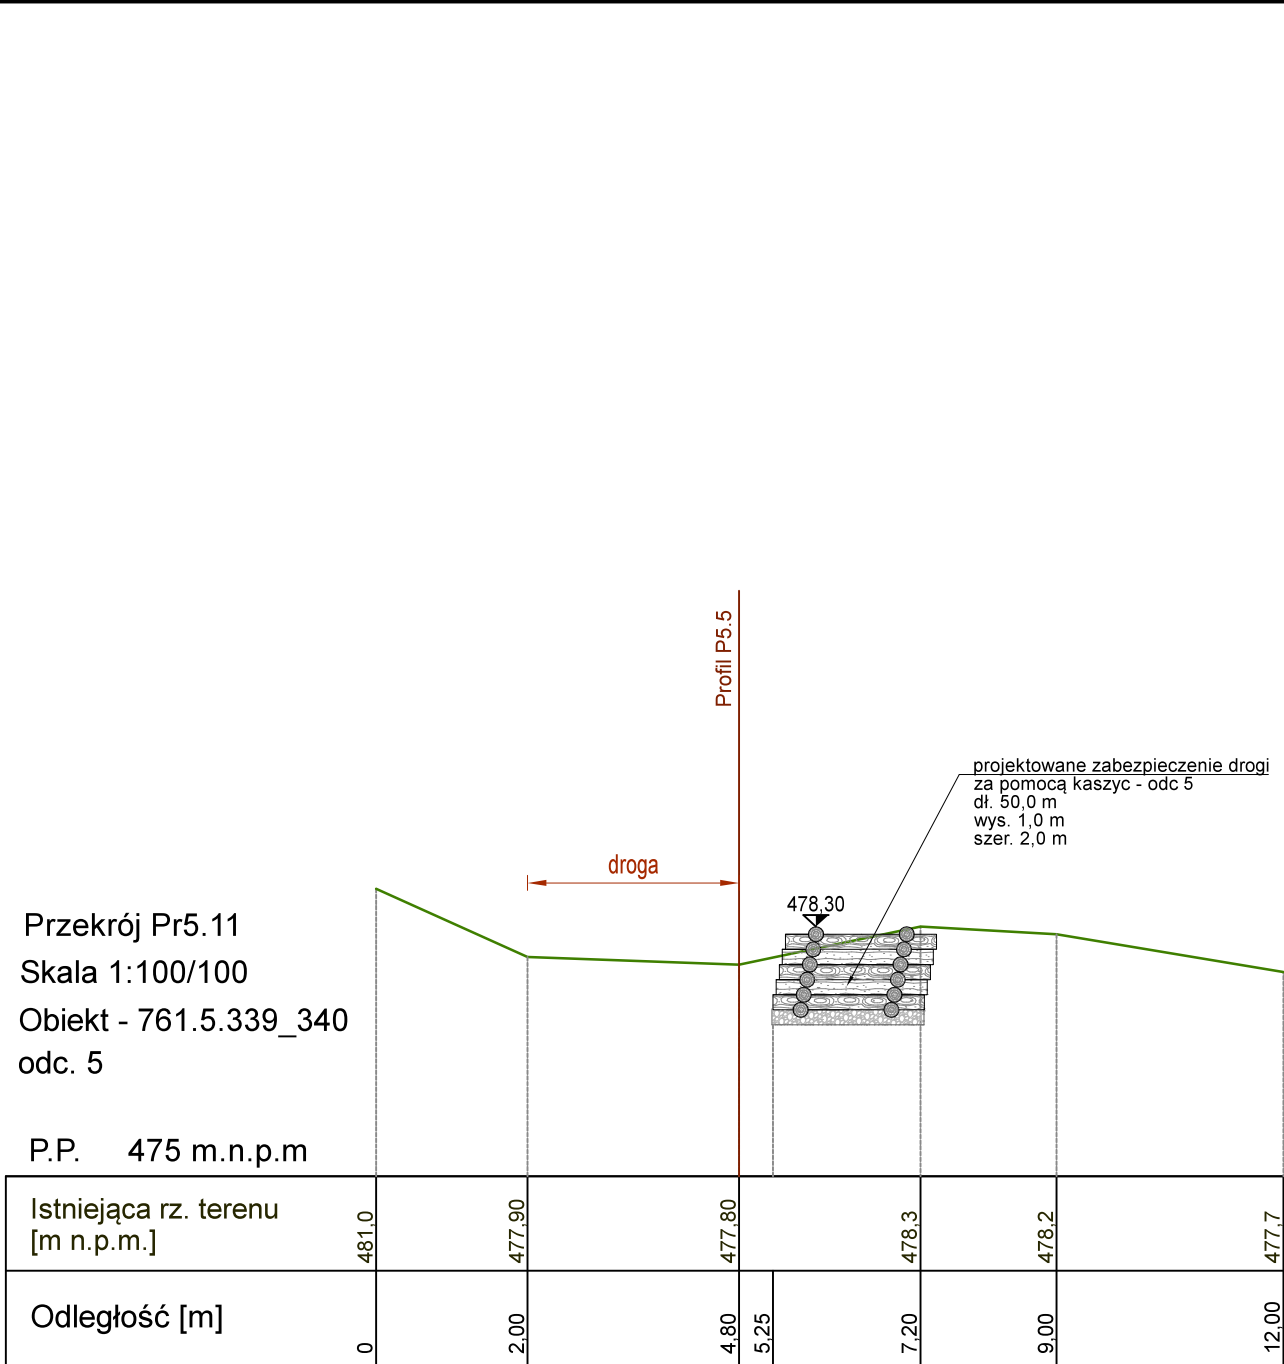 Profil P5.5
projektowane zabezpieczenie drogi
za pomocą kaszyc - odc 5
dł. 50,0 m
wys. 1,0 m
szer. 2,0 m
droga
478,30
Przekrój Pr5.11
Skala 1:100/100
Obiekt - 761.5.339_340
odc. 5
P.P. 475 m.n.p.m
Istniejąca rz. terenu
[m n.p.m.]
481,0
477,90
477,80
478,3
478,2
477,7
Odległość [m]
0
2,00
4,80
5,25
7,20
9,00
12,00